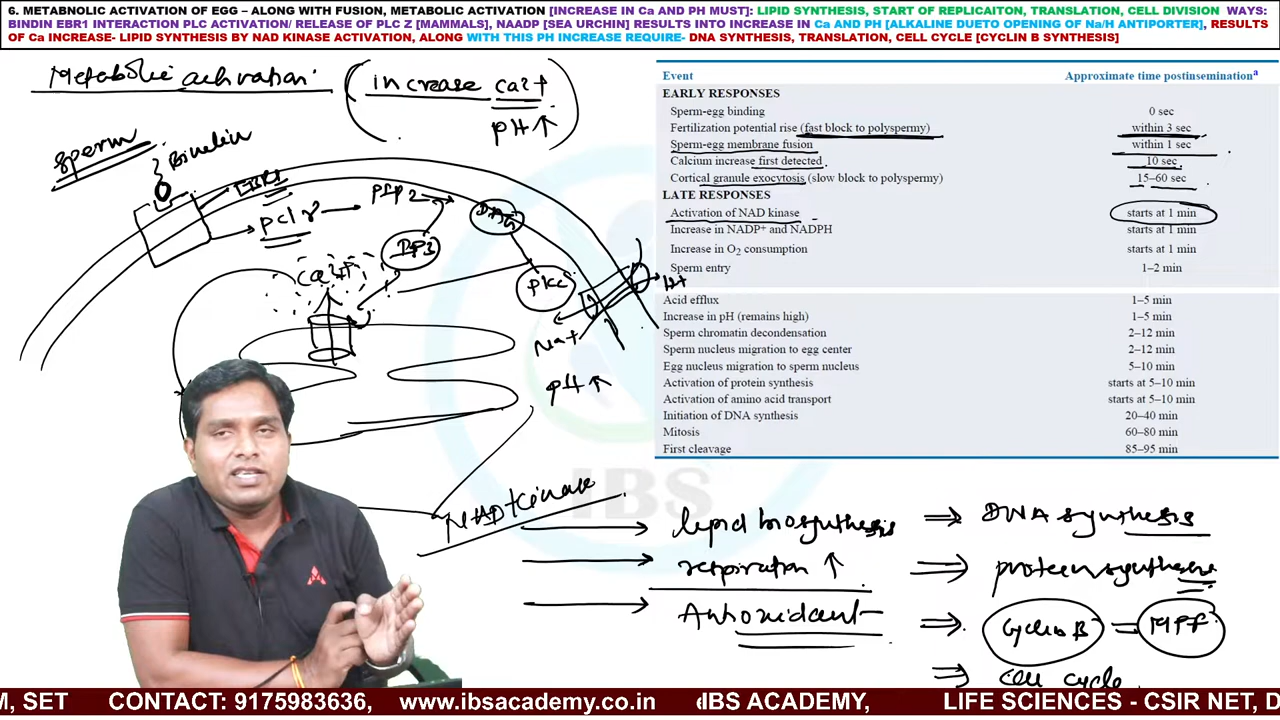 6. METABOLIC ACTIVATION OF EGG – ALONG WITH FUSION, METABOLIC ACTIVATION [INCREASE IN Ca AND PH MUST]: LIPID SYNTHESIS, START OF REPLICAITON, TRANSLATION, CELL DIVISION WAYS:
BINDIN EBR1 INTERACTION PLC ACTIVATION/ RELEASE OF PLC Z [MAMMALS], NAADP [SEA URCHIN] RESULTS INTO INCREASE IN Ca AND PH [ALKALINE DUETO OPENING OF Na/H ANTIPORTER], RESULTS
OF Ca INCREASE- LIPID SYNTHESIS BY NAD KINASE ACTIVATION, ALONG WITH THIS PH INCREASE REQUIRE- DNA SYNTHESIS, TRANSLATION, CELL CYCLE [CYCLIN B SYNTHESIS]
Metabolic activation.
(increase Ca2+
pH ↑)
sperm
Bindin
EBR1
PIP2
IP3
DAG
PKC
Ca2+
H+
Na+
pH ↑
Event Approximate time postinseminationa
EARLY RESPONSES
Sperm-egg binding 0 sec
Fertilization potential rise (fast block to polyspermy) within 3 sec
Sperm-egg membrane fusion within 1 sec
Calcium increase first detected 10 sec
Cortical granule exocytosis (slow block to polyspermy) 15–60 sec
LATE RESPONSES
Activation of NAD kinase starts at 1 min
Increase in NADP+ and NADPH starts at 1 min
Increase in O2 consumption starts at 1 min
Sperm entry 1–2 min
Acid efflux 1–5 min
Increase in pH (remains high) 1–5 min
Sperm chromatin decondensation 2–12 min
Sperm nucleus migration to egg center 2–12 min
Egg nucleus migration to sperm nucleus 5–10 min
Activation of protein synthesis starts at 5–10 min
Activation of amino acid transport starts at 5–10 min
Initiation of DNA synthesis 20–40 min
Mitosis 60–80 min
First cleavage 85–95 min
IBS
Kinase
→ lipid biosynthesis ⇒ DNA synthesis
→ respiration ↑ ⇒ protein synthesis
→ Antioxidant ⇒ Cyclin B = MPF
⇒ cell cycle
M, SET CONTACT: 9175983636, www.ibsacademy.co.in IBS ACADEMY, LIFE SCIENCES - CSIR NET, D